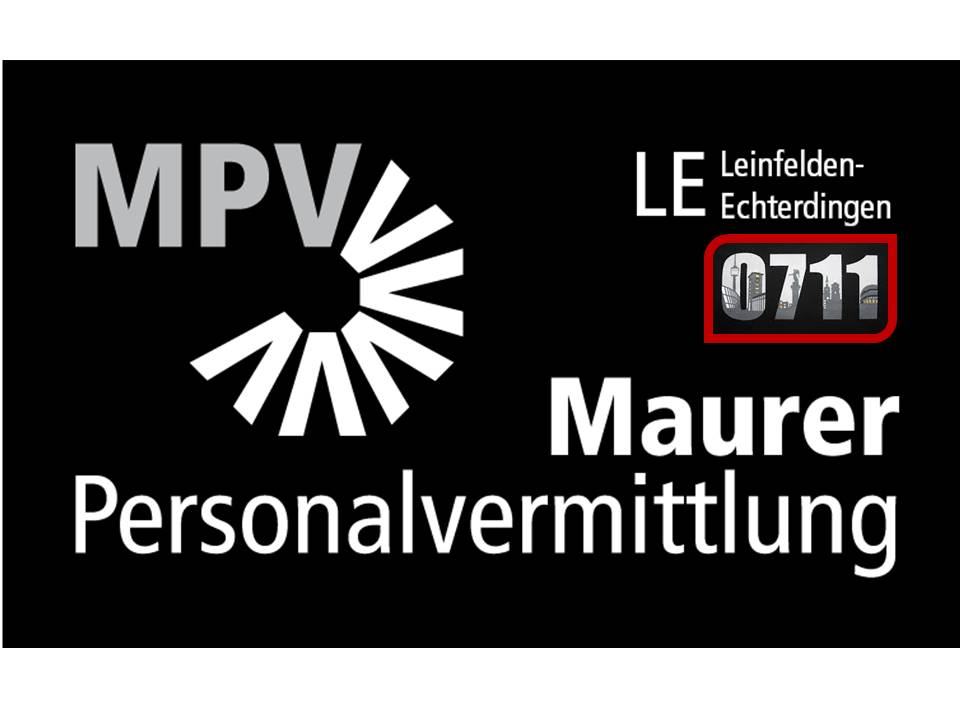 MPV
LE Leinfelden-
Echterdingen
0711
Maurer
Personalvermittlung